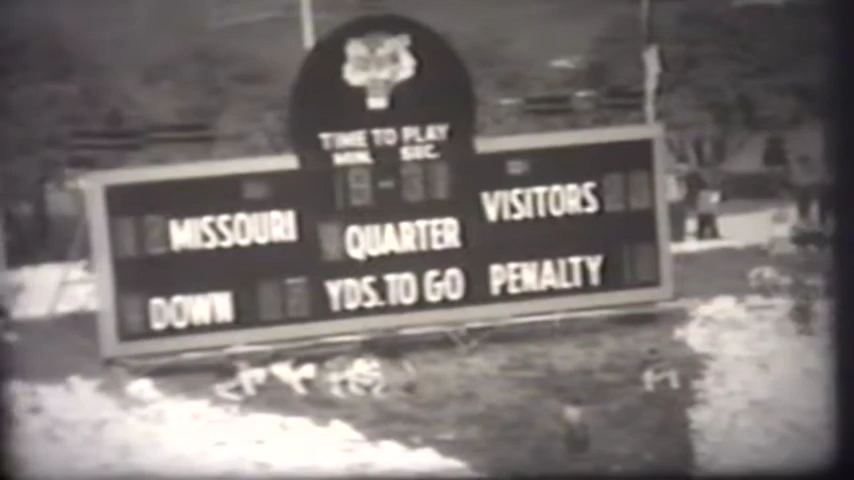 TIME TO PLAY
MIN. SEC.
MISSOURI
QUARTER
VISITORS
DOWN
YDS. TO GO
PENALTY